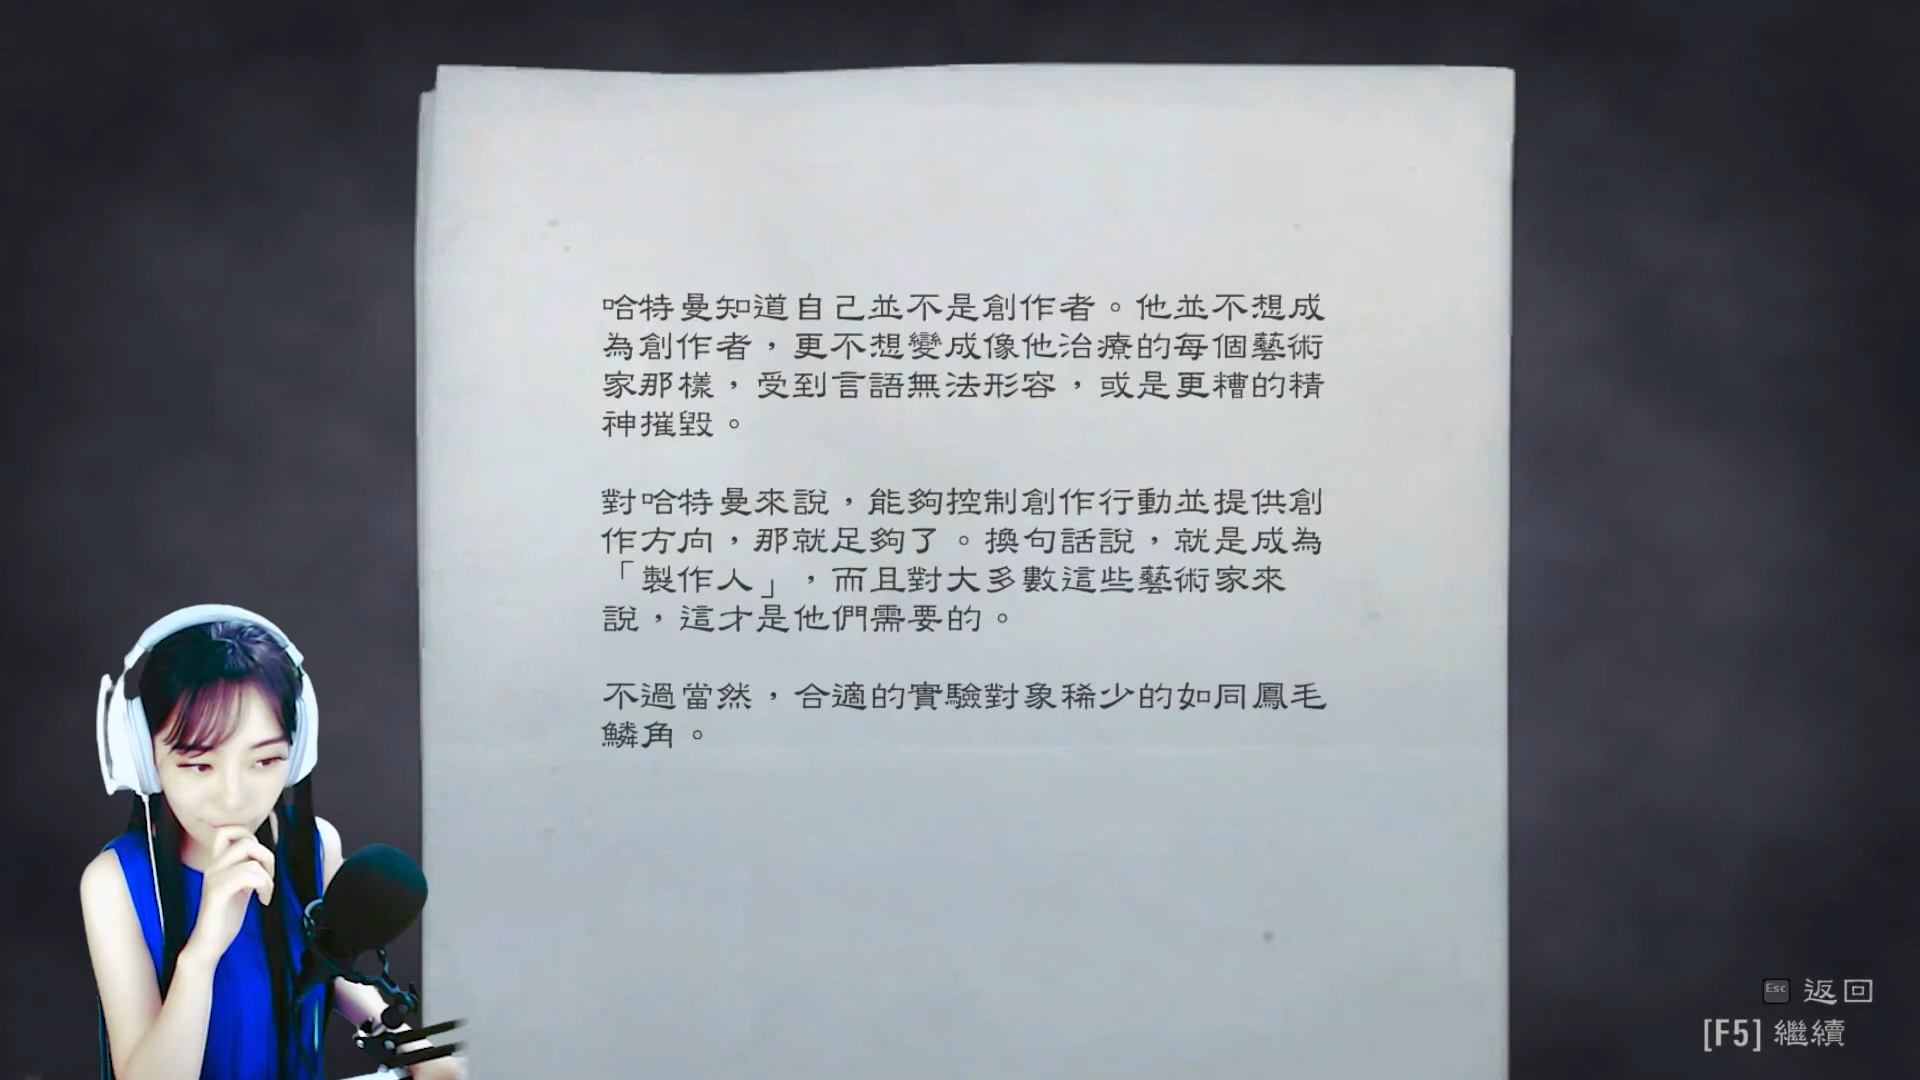 哈特曼知道自己並不是創作者。他並不想成
為創作者，更不想變成像他治療的每個藝術
家那樣，受到言語無法形容，或是更糟的精
神摧毀。
對哈特曼來說，能夠控制創作行動並提供創
作方向，那就足夠了。換句話說，就是成為
「製作人」，而且對大多數這些藝術家來
說，這才是他們需要的。
不過當然，合適的實驗對象稀少的如同鳳毛
鱗角。
Esc 返回
[F5] 繼續